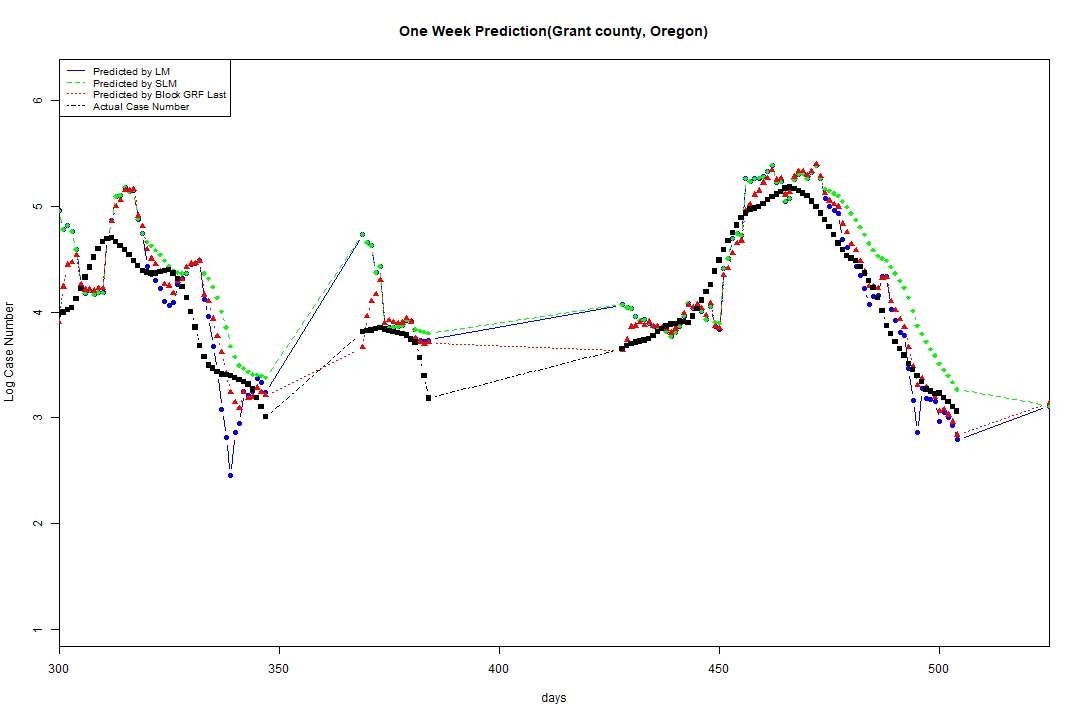 One Week Prediction(Grant county, Oregon)
Predicted by LM
Predicted by SLM
Predicted by Block GRF Last
Actual Case Number
Log Case Number
6
5
4
3
2
1
300 350 400 450 500
days